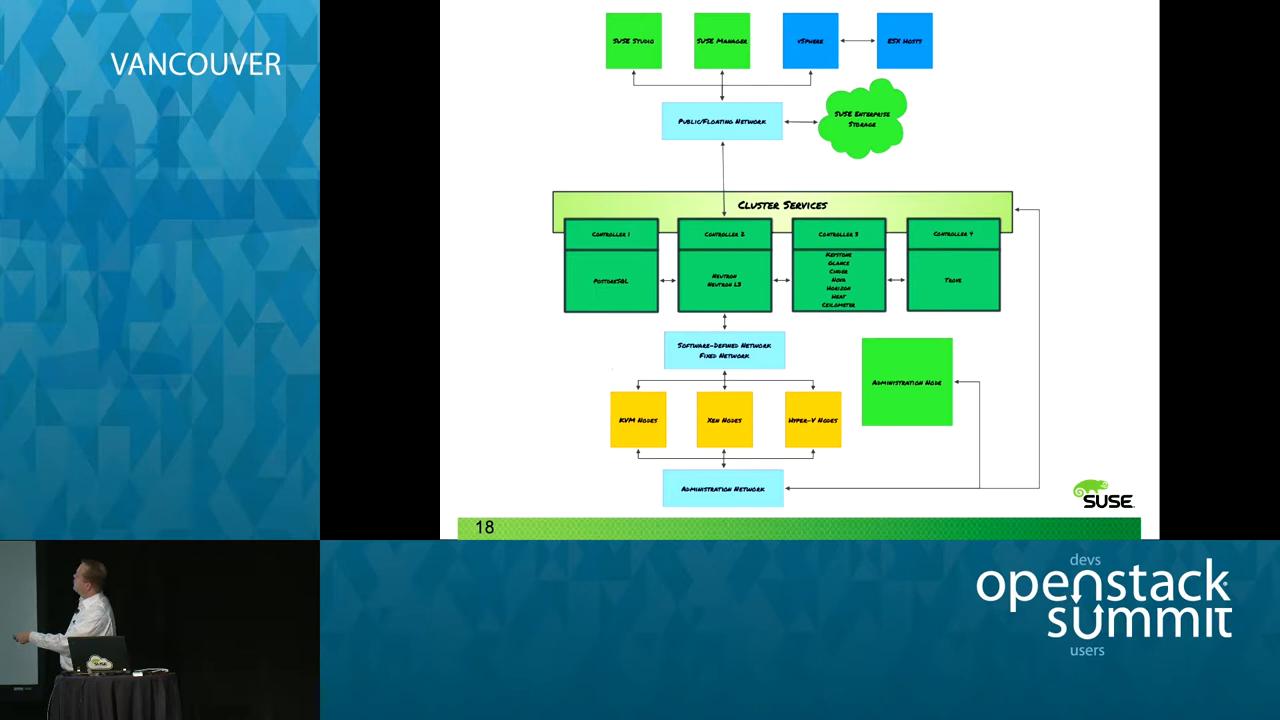 VANCOUVER
SUSE Studio
SUSE Manager
vSphere
ESX Hosts
Public/Floating Network
SUSE Enterprise
Storage
Cluster Services
Controller 1
Controller 2
Controller 3
Controller 4
PostgreSQL
Neutron
Neutron L3
Keystone
Glance
Cinder
Nova
Horizon
Heat
Ceilometer
Trove
Software-Defined Network
Fixed Network
Administration Node
KVM Nodes
Xen Nodes
Hyper-V Nodes
Administration Network
SUSE
18
devs
openstack
summit
users
SUSE